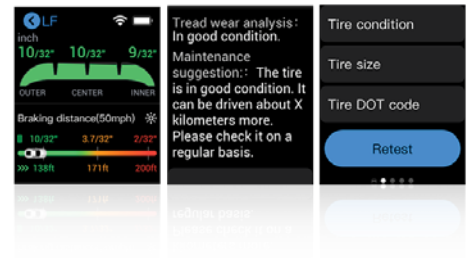 LF
inch
10/32" 10/32" 9/32"
OUTER CENTER INNER
Braking distance(50mph)
10/32" 3.7/32" 2/32"
>>> 138ft 171ft 200ft
Tread wear analysis:
In good condition.
Maintenance
suggestion:: The tire
is in good condition. It
can be driven about X
kilometers more.
Please check it on a
regular basis.
Tire condition
Tire size
Tire DOT code
Retest